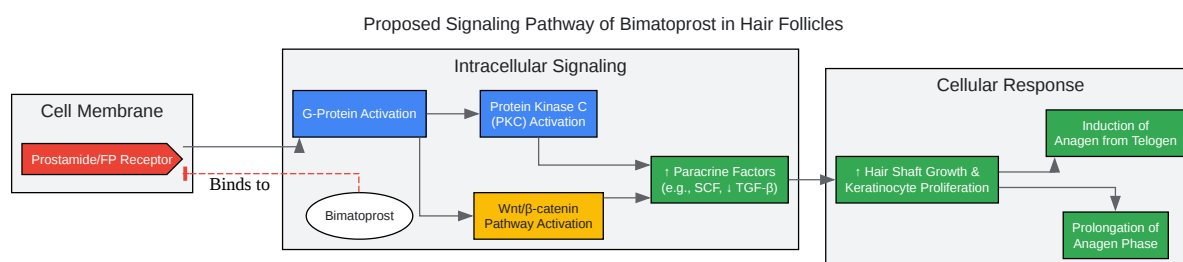 Proposed Signaling Pathway of Bimatoprost in Hair Follicles
Cell Membrane
Prostamide/FP Receptor
Binds to
Intracellular Signaling
G-Protein Activation
Protein Kinase C
(PKC) Activation
Bimatoprost
Wnt/β-catenin
Pathway Activation
↑ Paracrine Factors
(e.g., SCF, ↓ TGF-β)
Cellular Response
↑ Hair Shaft Growth &
Keratinocyte Proliferation
Induction of
Anagen from Telogen
Prolongation of
Anagen Phase